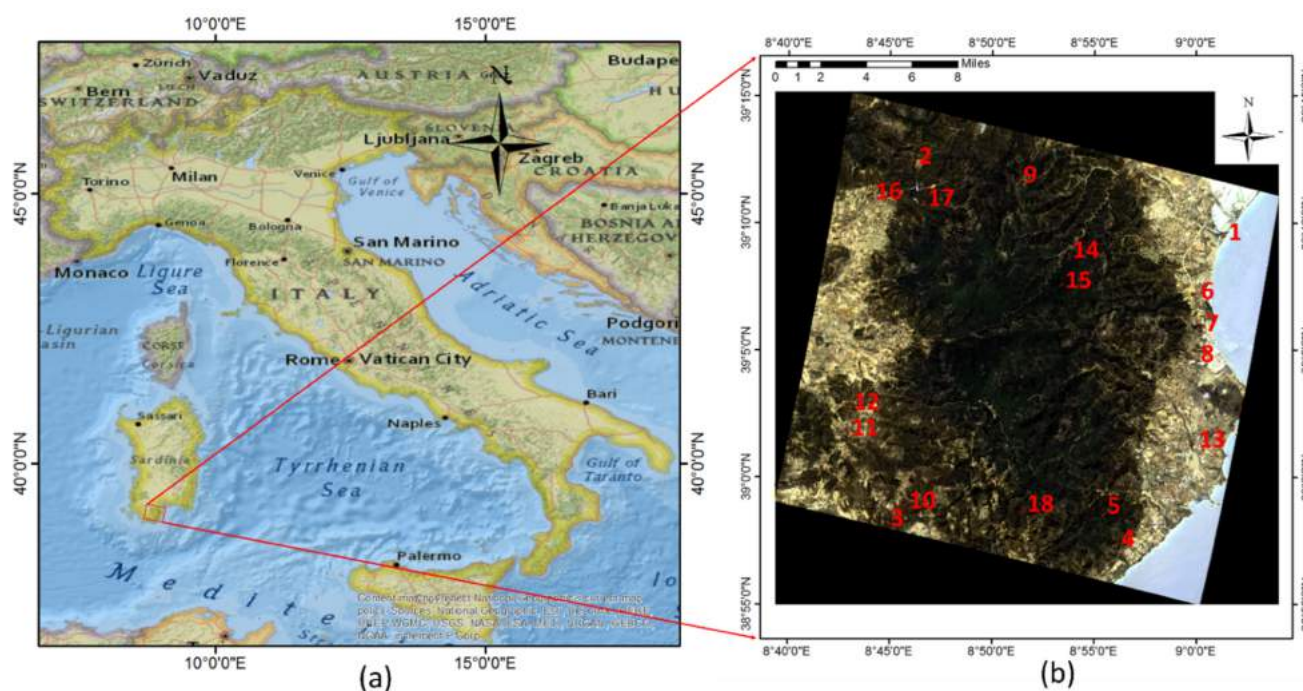 10°0'0"E
15°0'0"E
Zürich
Vaduz
AUSTRIA
N
Budape
Bern
SWITZERLAND
HU
Ljubljana
SLOVENIA
Zagreb
CROATIA
Milan
Venice
Torino
Gulf of
Venice
Banja Luka
BOSNIA A
HERZEGOV
Genoa
Bologna
San Marino
SAN MARINO
Florence
Monaco
Ligure
Sea
ITALY
Adriatic Sea
Podgor
MONTENE
-Ligurian
asin
CORSE
Corsica
Rome
Vatican City
Bari
Sassari
Naples
Sardinia
Tyrrhenian
Sea
Gulf of
Taranto
Palermo
Medite
Io
45°0'0"N
40°0'0"N
45°0'0"N
40°0'0"N
10°0'0"E
15°0'0"E
(a)
8°40'0"E
8°45'0"E
8°50'0"E
8°55'0"E
9°0'0"E
Miles
0 1 2 4 6 8
N
39°15'0"N
39°10'0"N
39°5'0"N
39°0'0"N
38°55'0"N
2
9
16
17
1
14
15
6
7
8
12
11
13
10
3
18
5
4
8°40'0"E
8°45'0"E
8°50'0"E
8°55'0"E
9°0'0"E
(b)